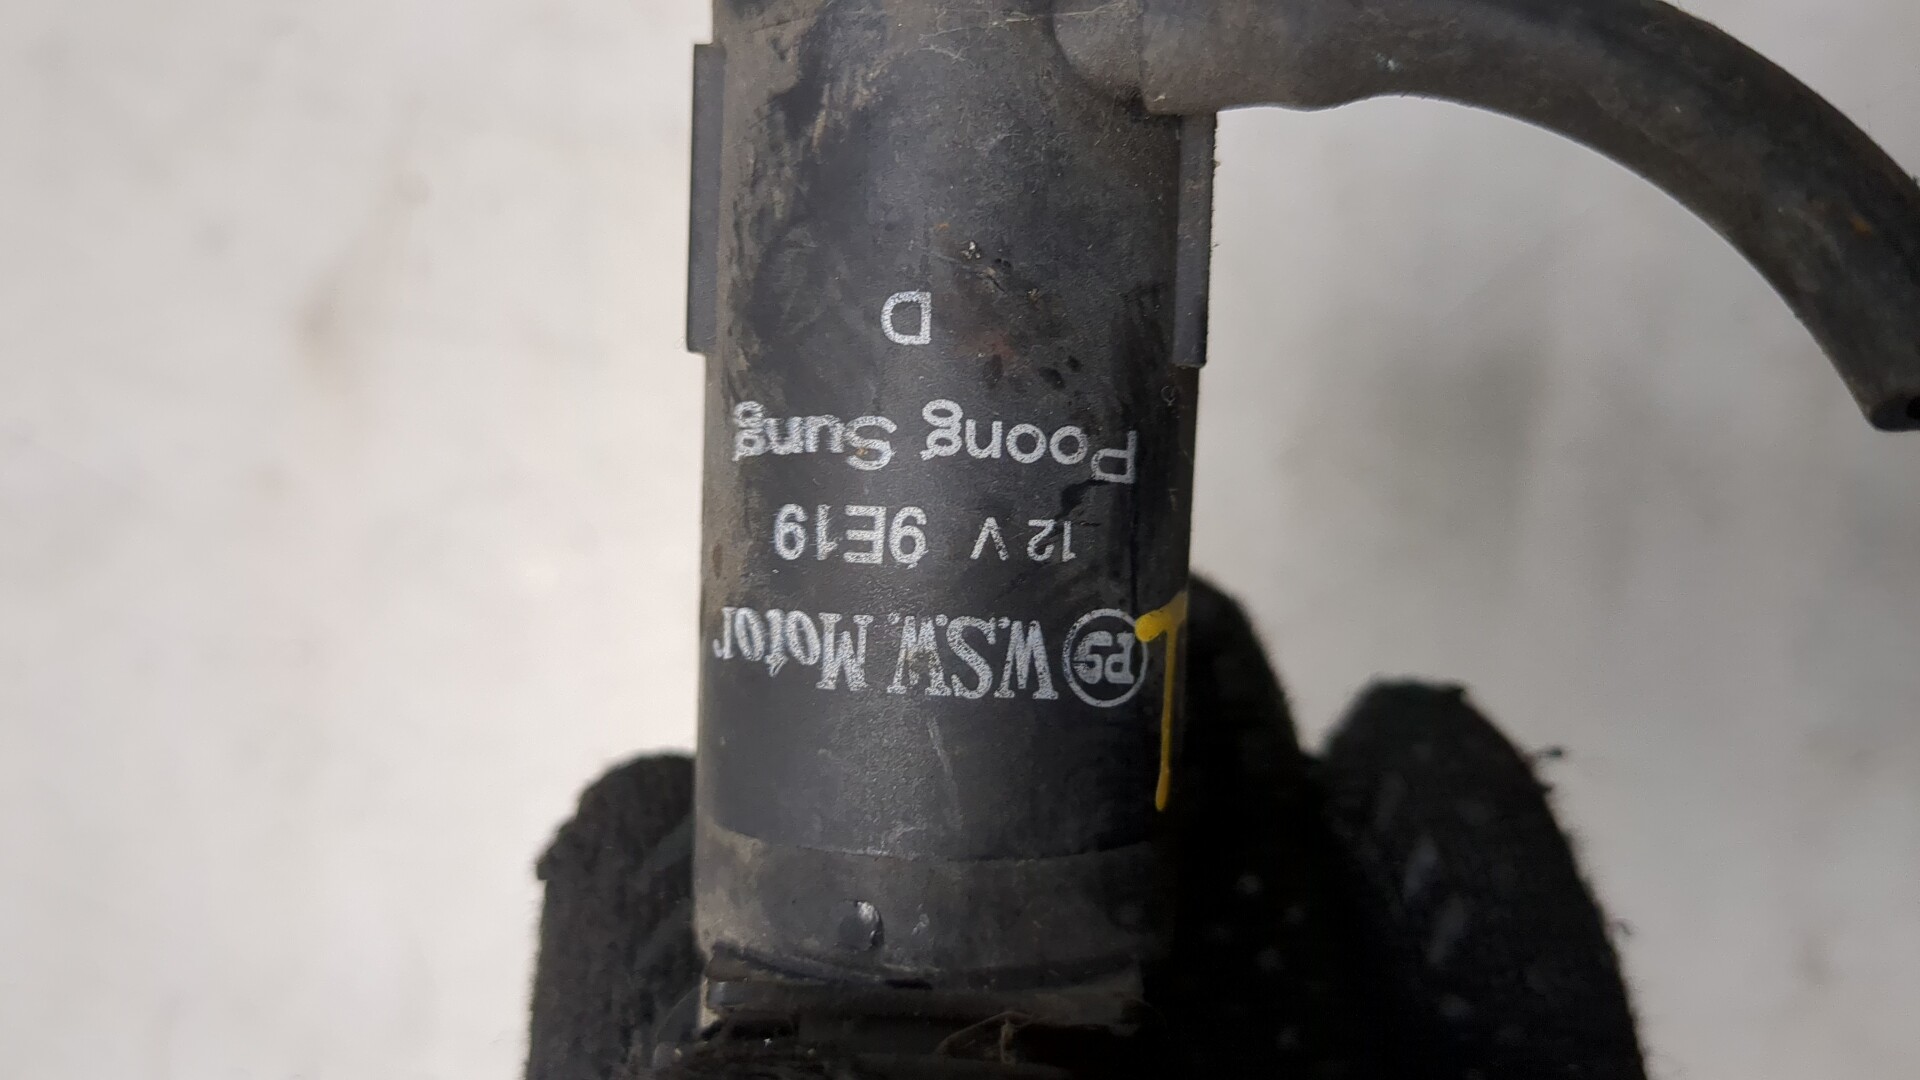 PS W.S.W. Motor
12 V 9E19
Poong Sung
D